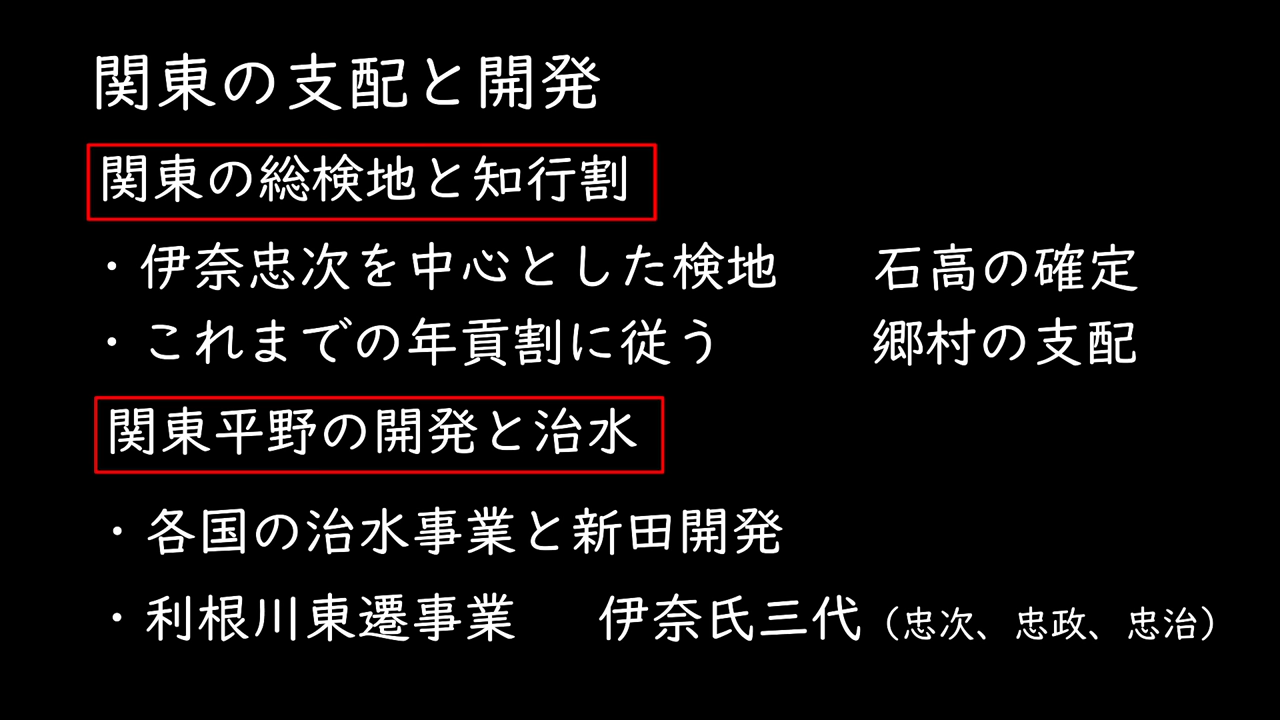 関東の支配と開発
関東の総検地と知行割
・伊奈忠次を中心とした検地　　石高の確定
・これまでの年貢割に従う　　　郷村の支配
関東平野の開発と治水
・各国の治水事業と新田開発
・利根川東遷事業　　伊奈氏三代（忠次、忠政、忠治）